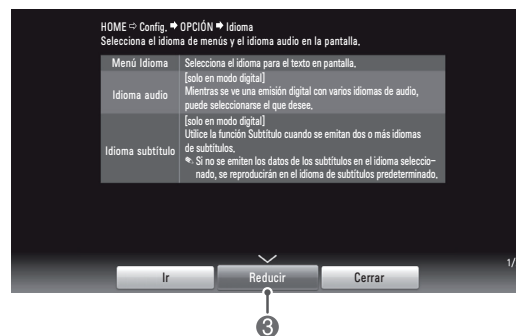 HOME ⇨ Config. ➡ OPCIÓN ➡ Idioma
Selecciona el idioma de menús y el idioma audio en la pantalla.
Menú Idioma
Selecciona el idioma para el texto en pantalla.
Idioma audio
[solo en modo digital]
Mientras se ve una emisión digital con varios idiomas de audio,
puede seleccionarse el que desee.
Idioma subtítulo
[solo en modo digital]
Utilice la función Subtítulo cuando se emitan dos o más idiomas
de subtítulos.
✎ Si no se emiten los datos de los subtítulos en el idioma seleccio-
nado, se reproducirán en el idioma de subtítulos predeterminado.
1/
Ir
Reducir
Cerrar
3